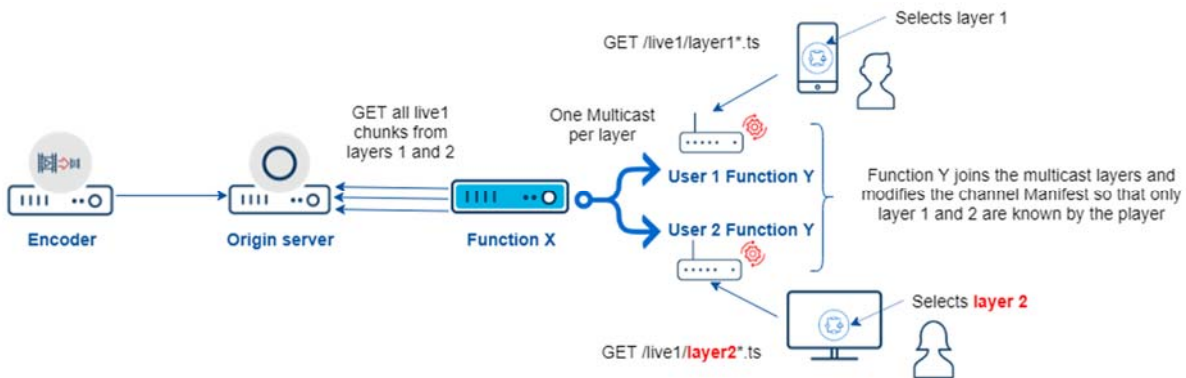 Selects layer 1
GET /live1/layer1*.ts
GET all live1
chunks from
layers 1 and 2
One Multicast
per layer
User 1 Function Y
Function Y joins the multicast layers and
modifies the channel Manifest so that only
layer 1 and 2 are known by the player
User 2 Function Y
Encoder
Origin server
Function X
Selects layer 2
GET /live1/layer2*.ts